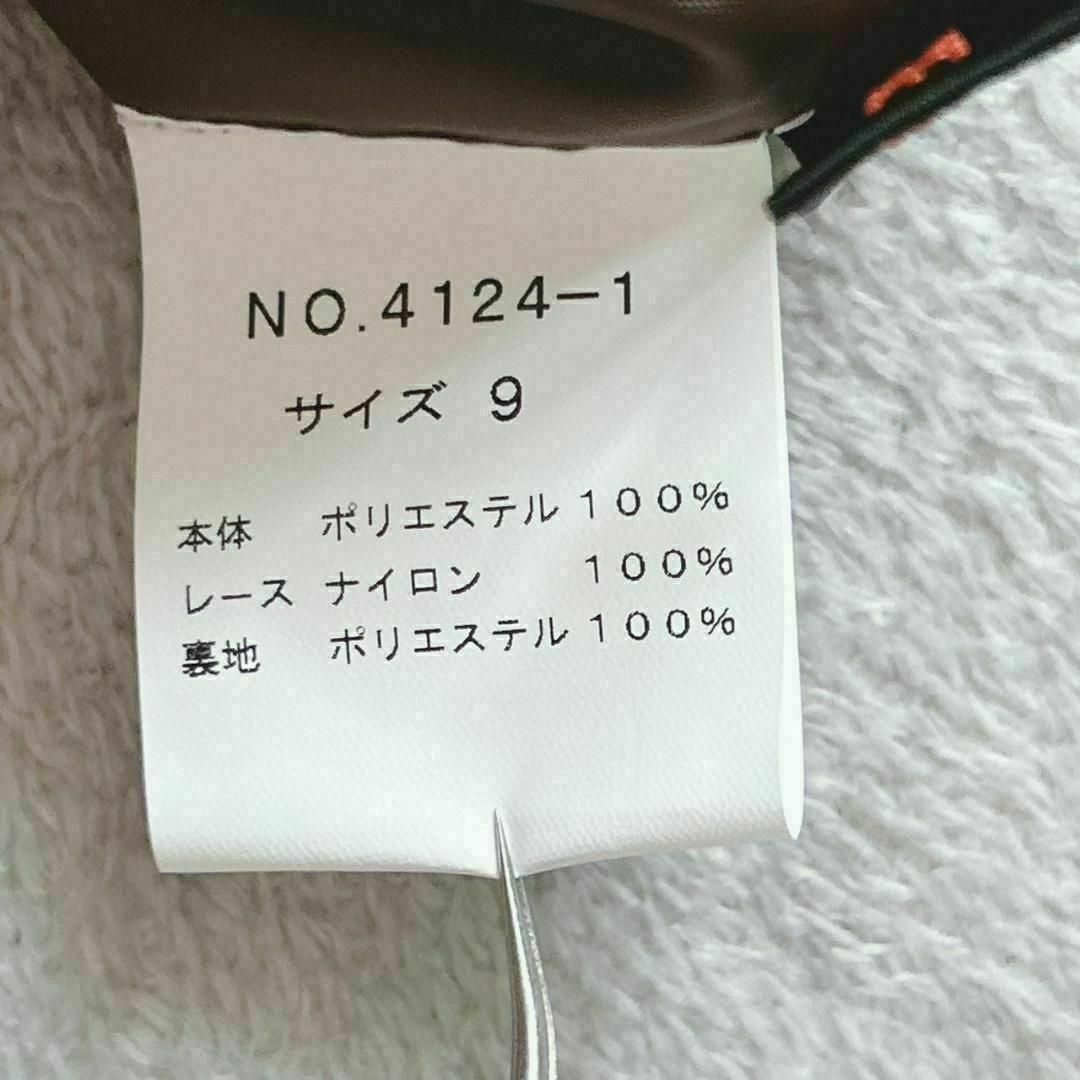 NO.4124-1
サイズ 9
本体 ポリエステル 100%
レース ナイロン 100%
裏地 ポリエステル 100%